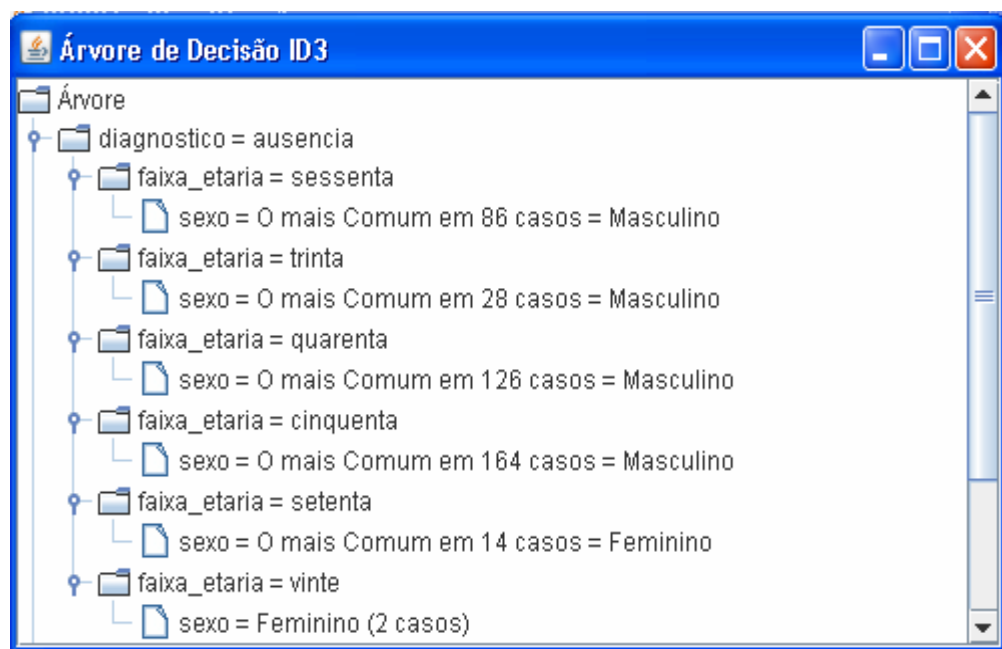 Árvore de Decisão ID3
Árvore
diagnostico = ausencia
faixa_etaria = sessenta
sexo = O mais Comum em 86 casos = Masculino
faixa_etaria = trinta
sexo = O mais Comum em 28 casos = Masculino
faixa_etaria = quarenta
sexo = O mais Comum em 126 casos = Masculino
faixa_etaria = cinquenta
sexo = O mais Comum em 164 casos = Masculino
faixa_etaria = setenta
sexo = O mais Comum em 14 casos = Feminino
faixa_etaria = vinte
sexo = Feminino (2 casos)